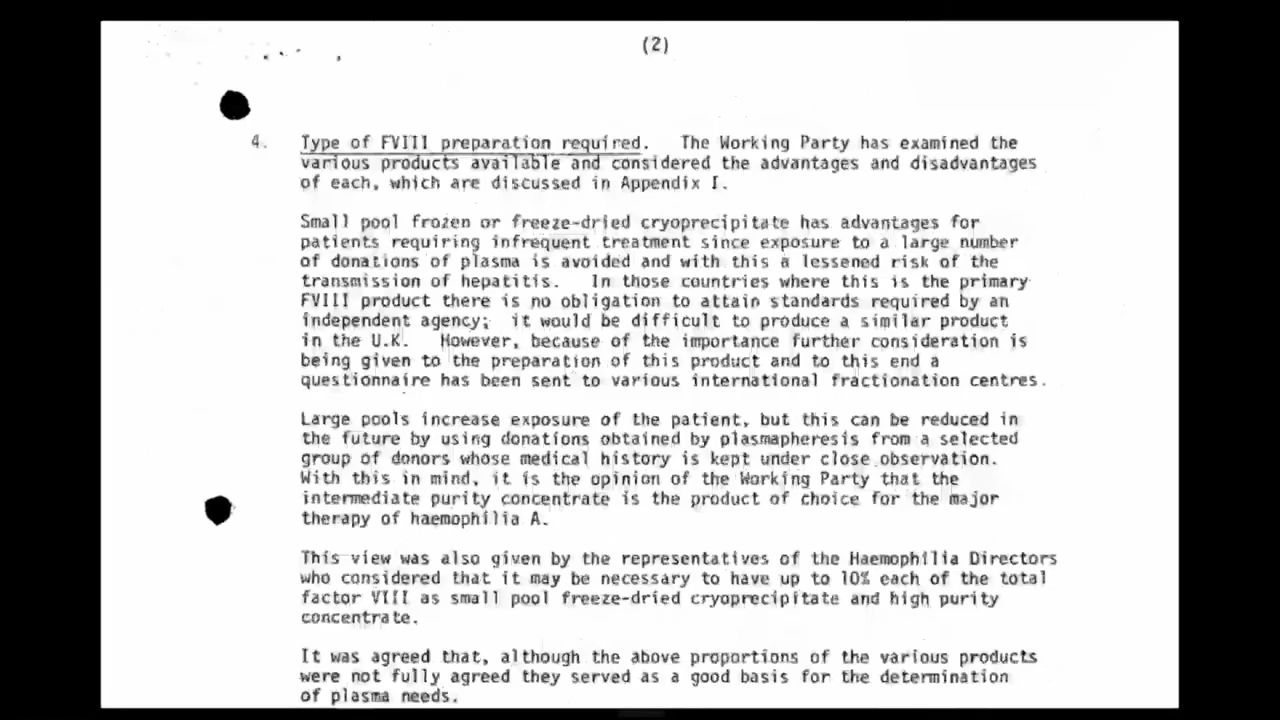 (2)
4. Type of FVIII preparation required. The Working Party has examined the
various products available and considered the advantages and disadvantages
of each, which are discussed in Appendix I.
Small pool frozen or freeze-dried cryoprecipitate has advantages for
patients requiring infrequent treatment since exposure to a large number
of donations of plasma is avoided and with this a lessened risk of the
transmission of hepatitis. In those countries where this is the primary
FVIII product there is no obligation to attain standards required by an
independent agency; it would be difficult to produce a similar product
in the U.K. However, because of the importance further consideration is
being given to the preparation of this product and to this end a
questionnaire has been sent to various international fractionation centres.
Large pools increase exposure of the patient, but this can be reduced in
the future by using donations obtained by plasmapheresis from a selected
group of donors whose medical history is kept under close observation.
With this in mind, it is the opinion of the Working Party that the
intermediate purity concentrate is the product of choice for the major
therapy of haemophilia A.
This view was also given by the representatives of the Haemophilia Directors
who considered that it may be necessary to have up to 10% each of the total
factor VIII as small pool freeze-dried cryoprecipitate and high purity
concentrate.
It was agreed that, although the above proportions of the various products
were not fully agreed they served as a good basis for the determination
of plasma needs.